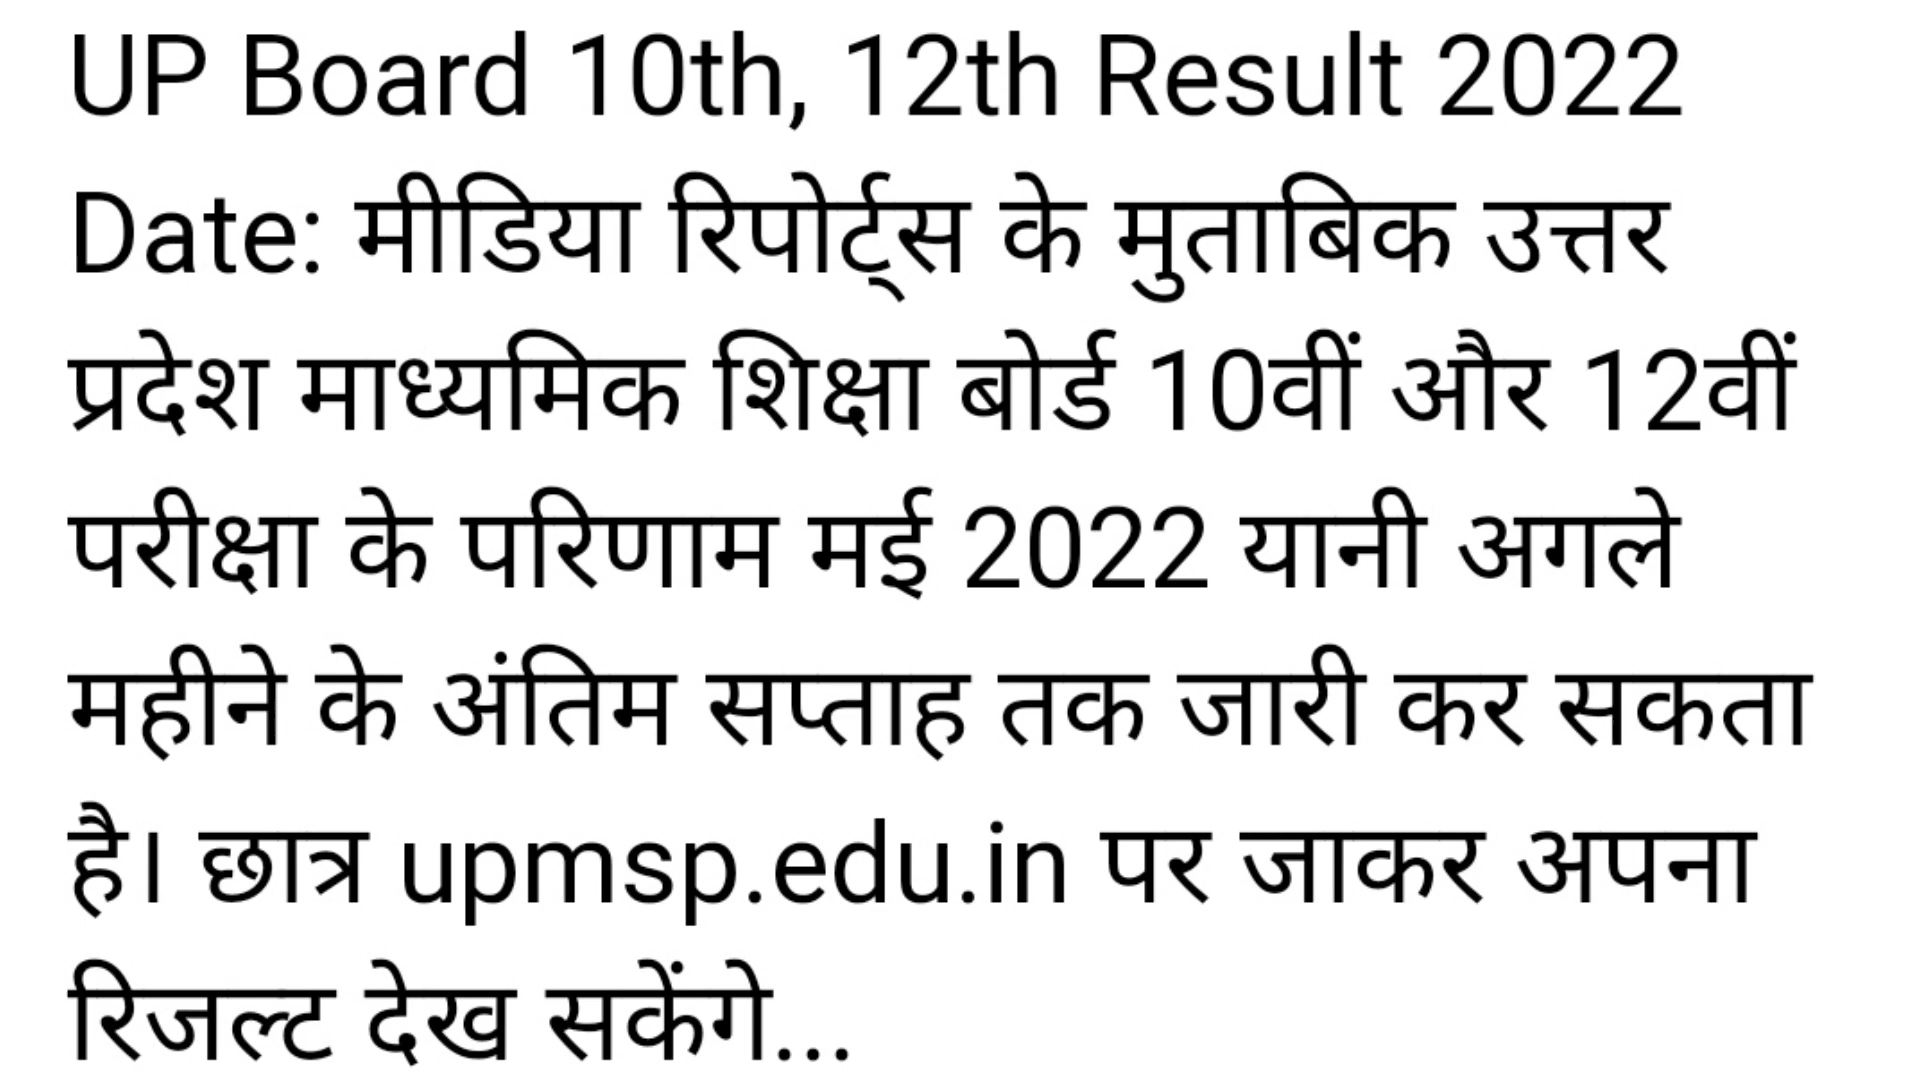 UP Board 10th, 12th Result 2022
Date: मीडिया रिपोर्ट्स के मुताबिक उत्तर
प्रदेश माध्यमिक शिक्षा बोर्ड 10वीं और 12वीं
परीक्षा के परिणाम मई 2022 यानी अगले
महीने के अंतिम सप्ताह तक जारी कर सकता
है। छात्र upmsp.edu.in पर जाकर अपना
रिजल्ट देख सकेंगे...